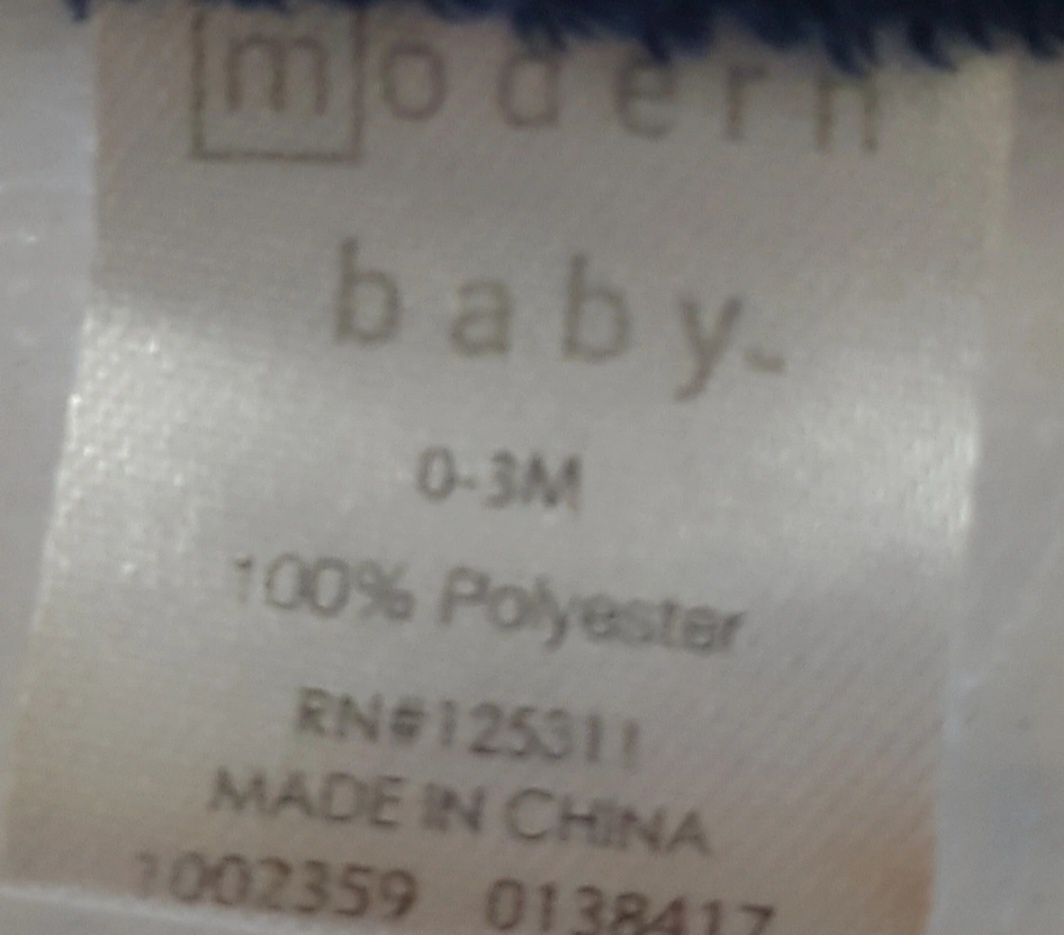 modern
baby
0-3M
100% Polyester
RN#125311
MADE IN CHINA
1002359 0138417